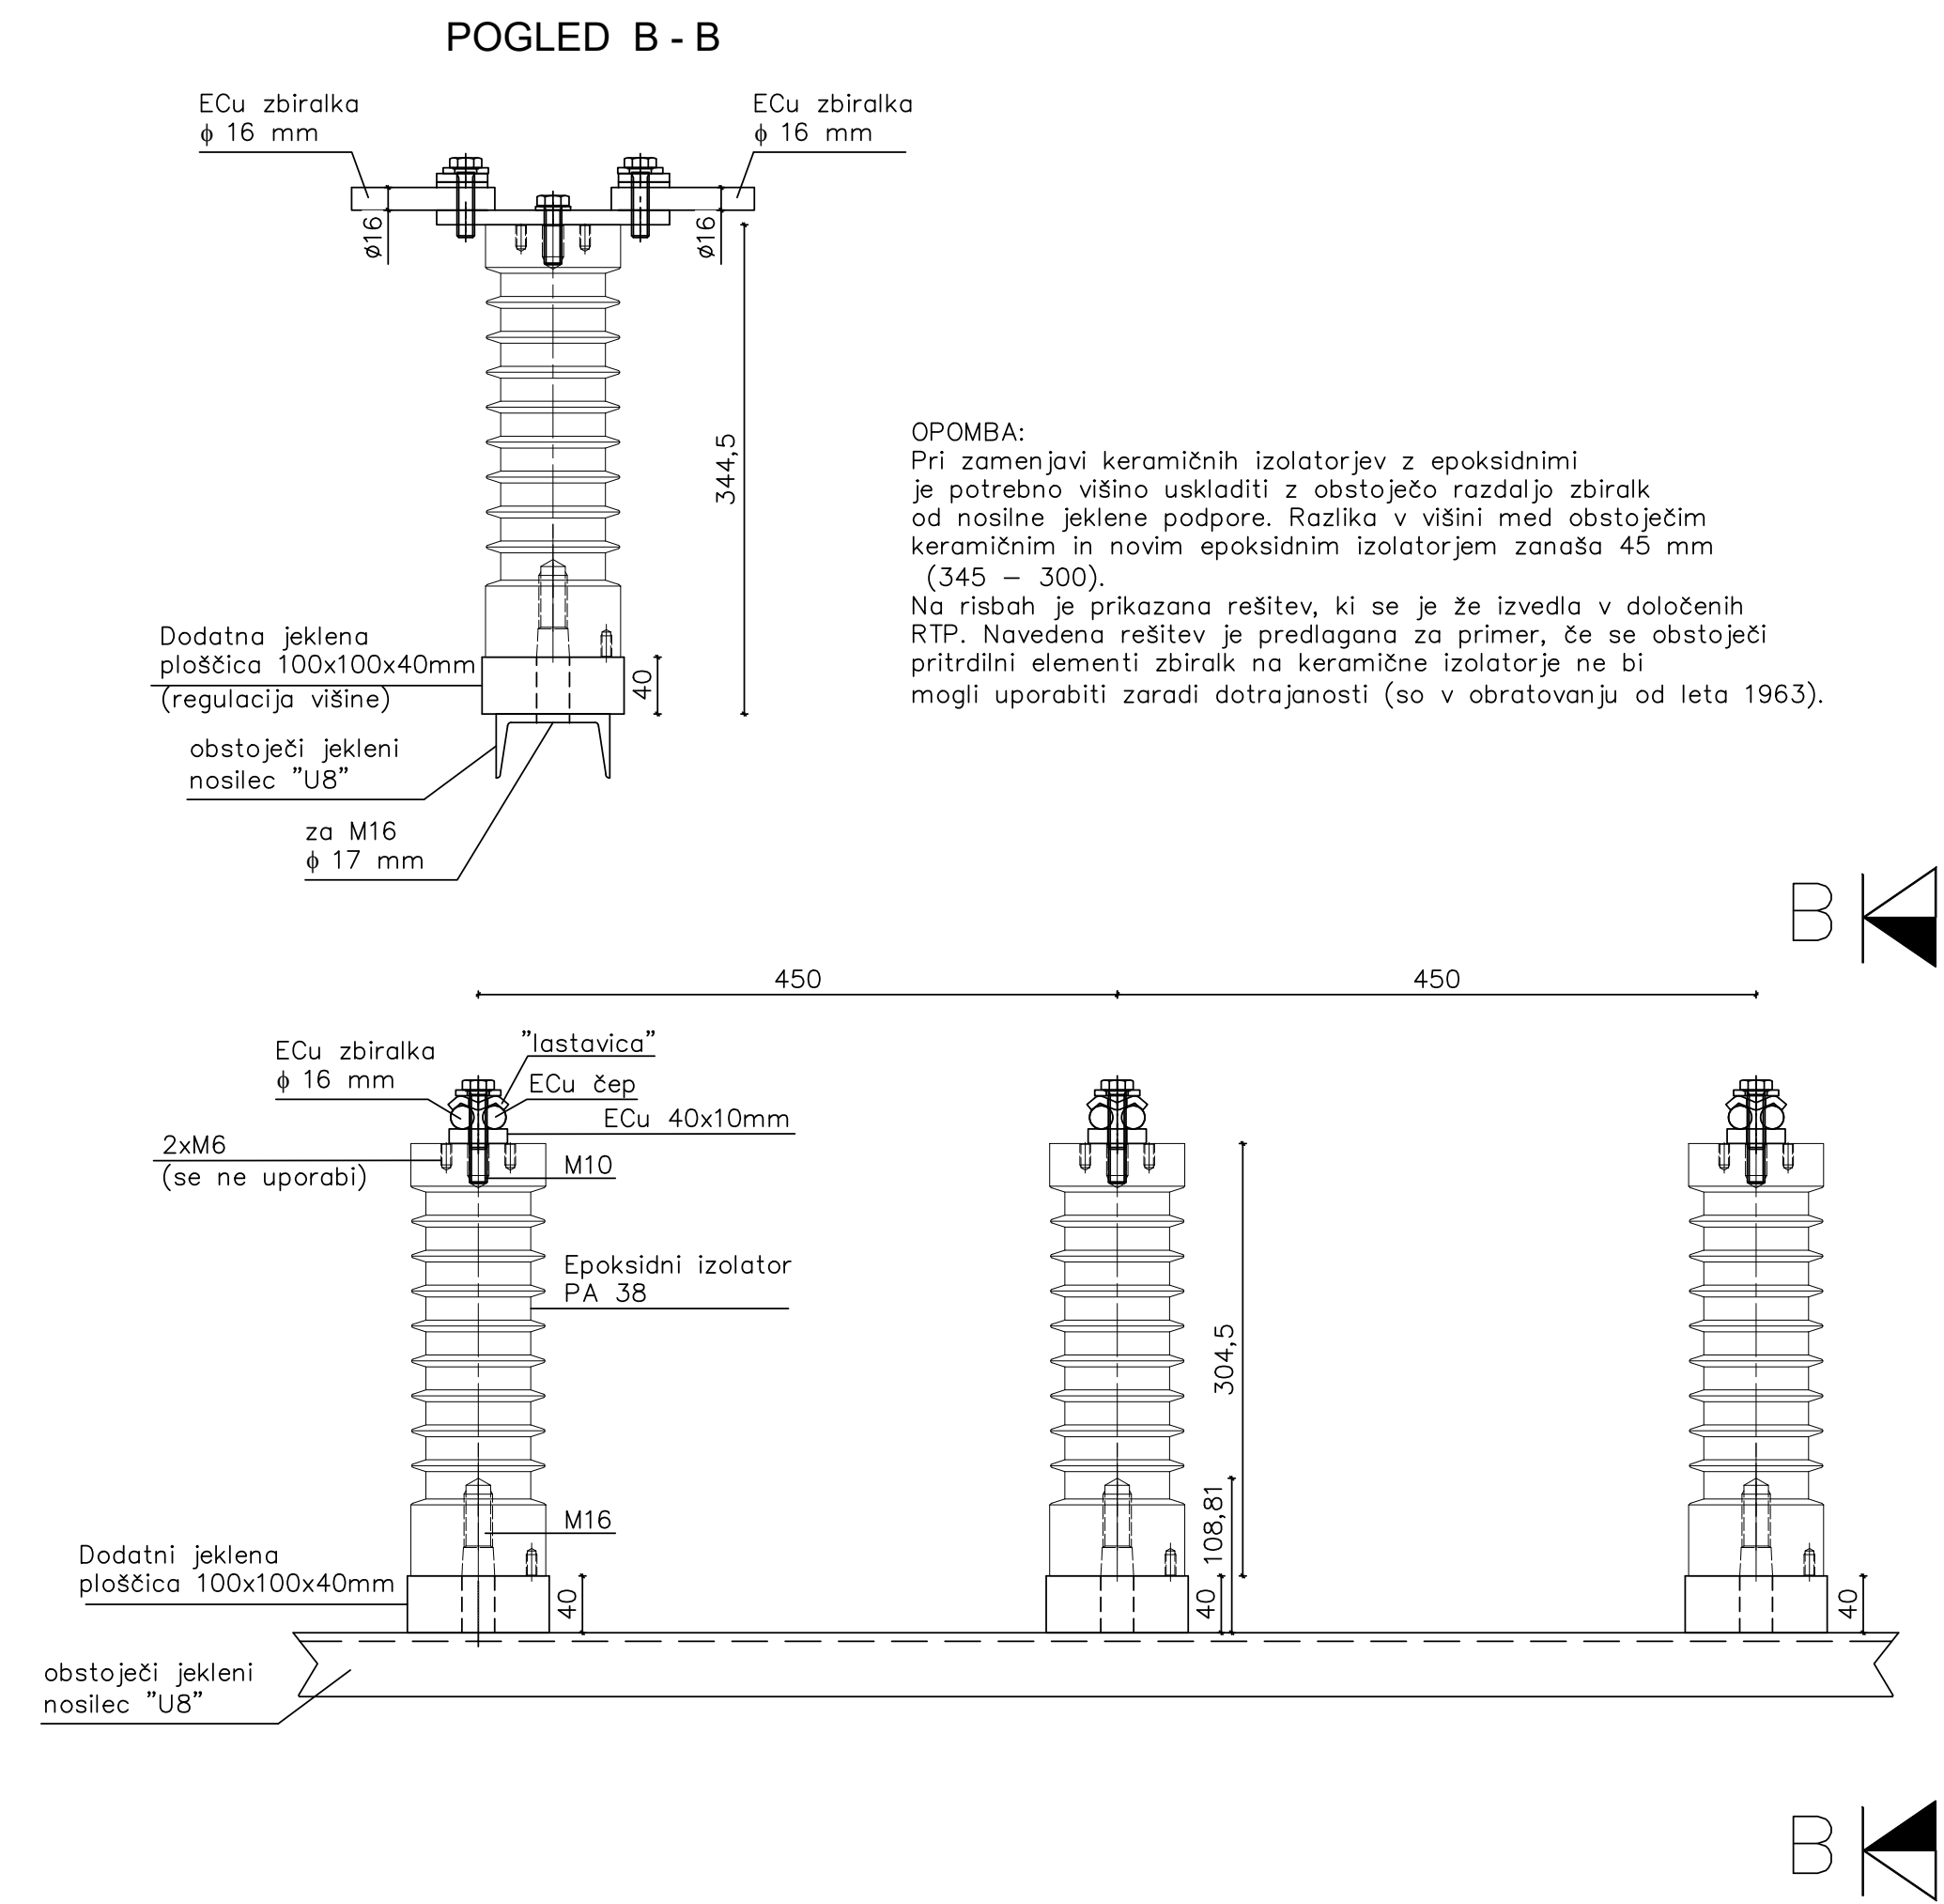 POGLED B - B
ECu zbiralka
ϕ 16 mm
ECu zbiralka
ϕ 16 mm
ø16
ø16
344,5
Dodatna jeklena
ploščica 100x100x40mm
(regulacija višine)
40
obstoječi jekleni
nosilec "U8"
za M16
ϕ 17 mm
OPOMBA:
Pri zamenjavi keramičnih izolatorjev z epoksidnimi
je potrebno višino uskladiti z obstoječo razdaljo zbiralk
od nosilne jeklene podpore. Razlika v višini med obstoječim
keramičnim in novim epoksidnim izolatorjem zanaša 45 mm
(345 – 300).
Na risbah je prikazana rešitev, ki se je že izvedla v določenih
RTP. Navedena rešitev je predlagana za primer, če se obstoječi
pritrdilni elementi zbiralk na keramične izolatorje ne bi
mogli uporabiti zaradi dotrajanosti (so v obratovanju od leta 1963).
B
450
450
"lastavica"
ECu zbiralka
ϕ 16 mm
ECu čep
ECu 40x10mm
2xM6
(se ne uporabi)
M10
Epoksidni izolator
PA 38
304,5
108,81
M16
Dodatni jeklena
ploščica 100x100x40mm
40
40
40
obstoječi jekleni
nosilec "U8"
B